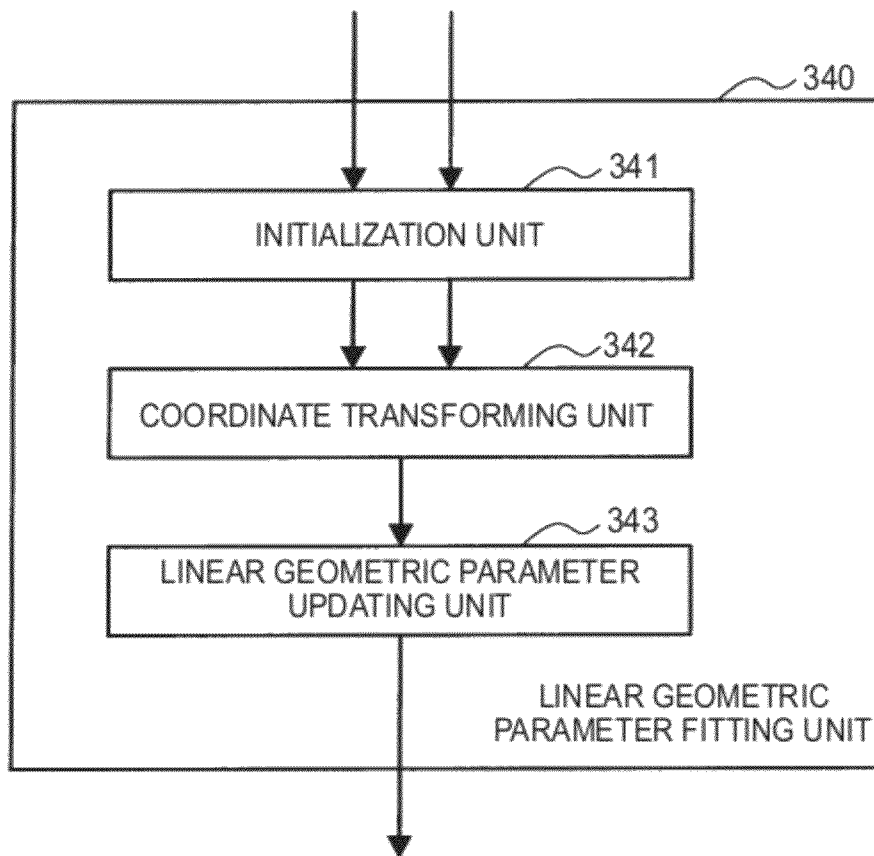 340
341
INITIALIZATION UNIT
342
COORDINATE TRANSFORMING UNIT
343
LINEAR GEOMETRIC PARAMETER
UPDATING UNIT
LINEAR GEOMETRIC
PARAMETER FITTING UNIT